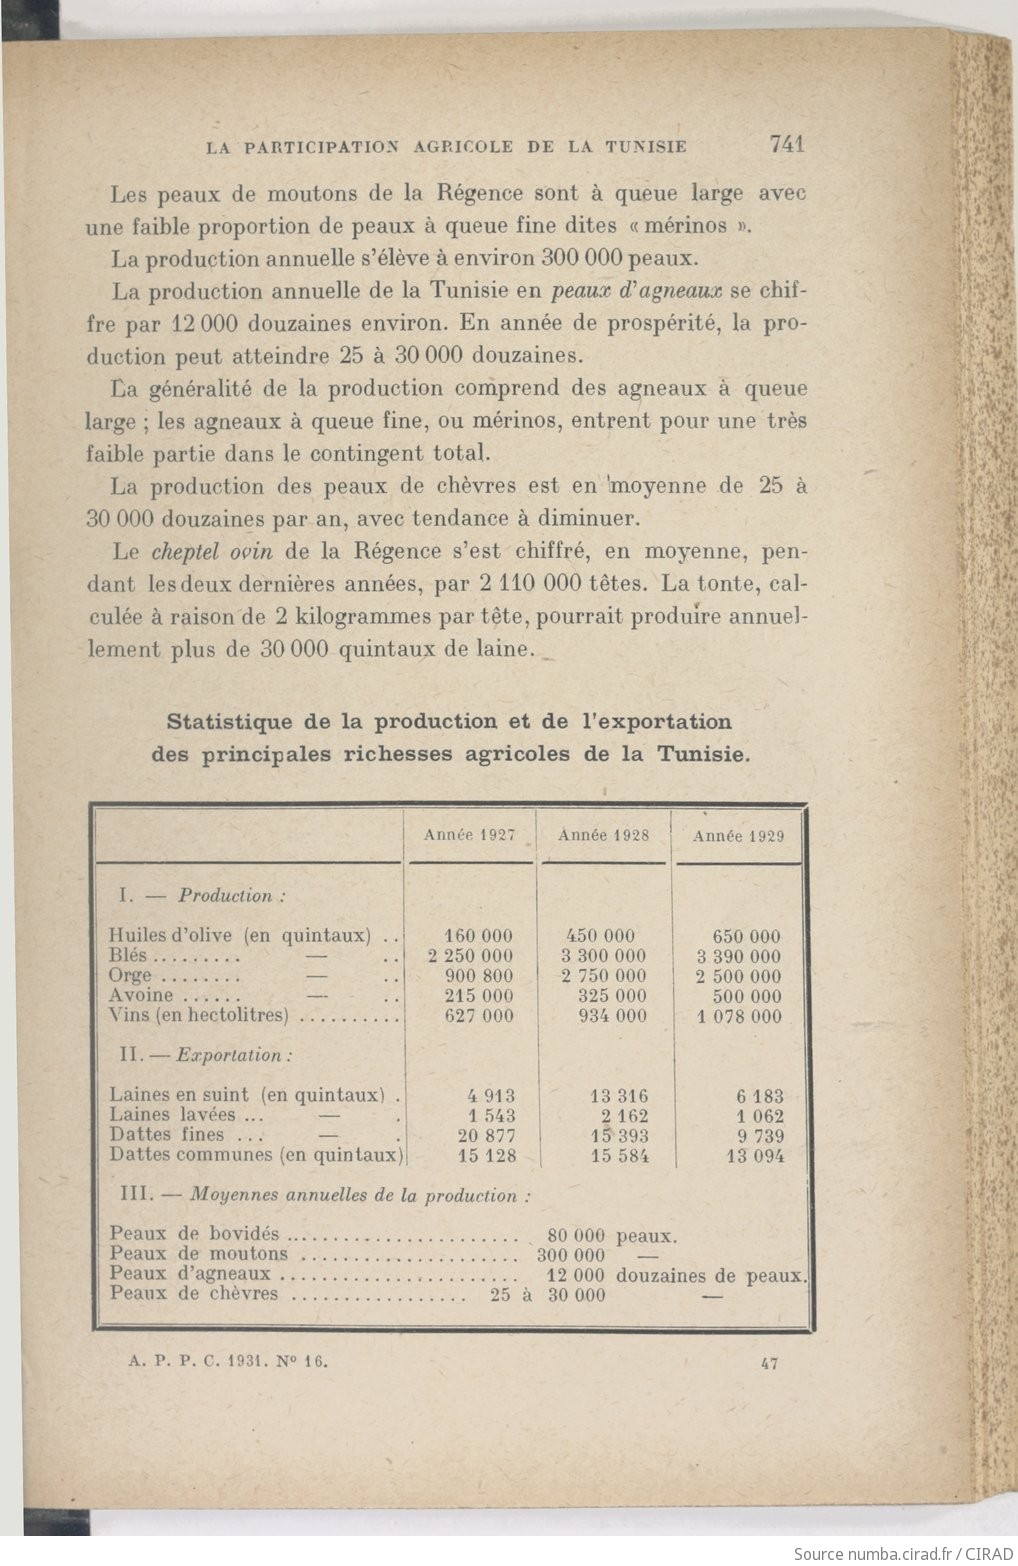 LA PARTICIPATION AGRICOLE DE LA TUNISIE 741
Les peaux de moutons de la Régence sont à queue large avec
une faible proportion de peaux à queue fine dites « mérinos ».
La production annuelle s'élève à environ 300 000 peaux.
La production annuelle de la Tunisie en peaux d'agneaux se chif-
fre par 12 000 douzaines environ. En année de prospérité, la pro-
duction peut atteindre 25 à 30 000 douzaines.
La généralité de la production comprend des agneaux à queue
large ; les agneaux à queue fine, ou mérinos, entrent pour une très
faible partie dans le contingent total.
La production des peaux de chèvres est en moyenne de 25 à
30 000 douzaines par an, avec tendance à diminuer.
Le cheptel ovin de la Régence s'est chiffré, en moyenne, pen-
dant les deux dernières années, par 2 110 000 têtes. La tonte, cal-
culée à raison de 2 kilogrammes par tête, pourrait produire annuel-
lement plus de 30 000 quintaux de laine.
Statistique de la production et de l'exportation
des principales richesses agricoles de la Tunisie.
Année 1927 Année 1928 Année 1929
I. — Production :
Huiles d'olive (en quintaux) .. 160 000 450 000 650 000
Blés ......... — .. 2 250 000 3 300 000 3 390 000
Orge ........ — .. 900 800 2 750 000 2 500 000
Avoine ...... — .. 215 000 325 000 500 000
Vins (en hectolitres) .......... 627 000 934 000 1 078 000
II. — Exportation :
Laines en suint (en quintaux) . 4 913 13 316 6 183
Laines lavées ... — . 1 543 2 162 1 062
Dattes fines ... — . 20 877 15 393 9 739
Dattes communes (en quintaux) 15 128 15 584 13 094
III. — Moyennes annuelles de la production :
Peaux de bovidés ....................... 80 000 peaux.
Peaux de moutons ...................... 300 000 —
Peaux d'agneaux ........................ 12 000 douzaines de peaux.
Peaux de chèvres ................. 25 à 30 000 —
A. P. P. C. 1931. Nº 16. 47
Source numba.cirad.fr / CIRAD